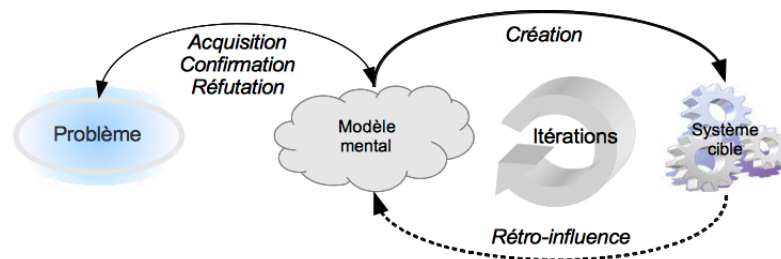 Acquisition
Confirmation
Réfutation
Création
Problème
Modèle
mental
Itérations
Système
cible
Rétro-influence